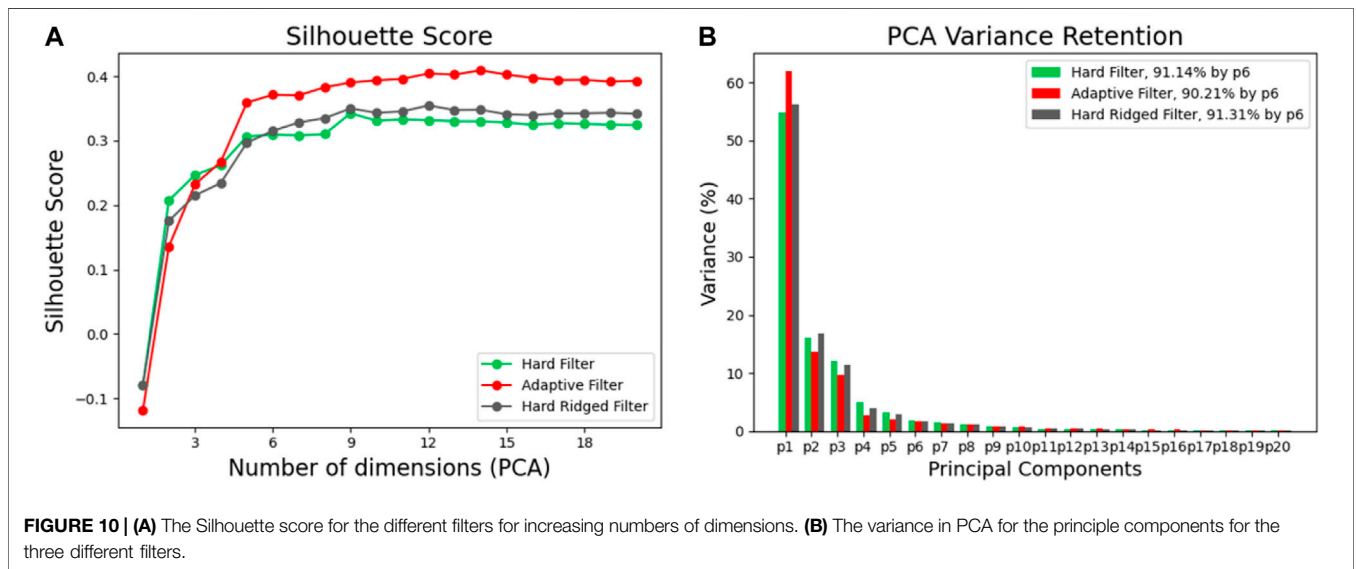 A
Silhouette Score
Silhouette Score
0.4
0.3
0.2
0.1
0.0
−0.1
3 6 9 12 15 18
Number of dimensions (PCA)
Hard Filter
Adaptive Filter
Hard Ridged Filter
B
PCA Variance Retention
Variance (%)
60
50
40
30
20
10
0
p1 p2 p3 p4 p5 p6 p7 p8 p9 p10 p11 p12 p13 p14 p15 p16 p17 p18 p19 p20
Principal Components
Hard Filter, 91.14% by p6
Adaptive Filter, 90.21% by p6
Hard Ridged Filter, 91.31% by p6
FIGURE 10 | (A) The Silhouette score for the different filters for increasing numbers of dimensions. (B) The variance in PCA for the principle components for the
three different filters.